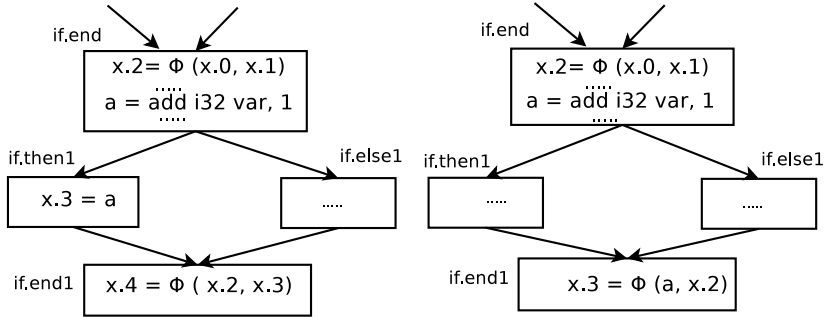 if.end
x.2= Φ (x.0, x.1)
.....
a = add i32 var, 1
.....
if.then1
x.3 = a
if.else1
.....
if.end1
x.4 = Φ ( x.2, x.3)
if.end
x.2= Φ (x.0, x.1)
.....
a = add i32 var, 1
.....
if.then1
.....
if.else1
.....
if.end1
x.3 = Φ (a, x.2)